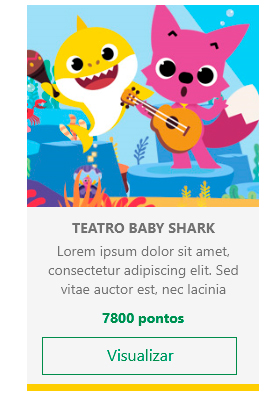 TEATRO BABY SHARK
Lorem ipsum dolor sit amet,
consectetur adipiscing elit. Sed
vitae auctor est, nec lacinia
7800 pontos
Visualizar